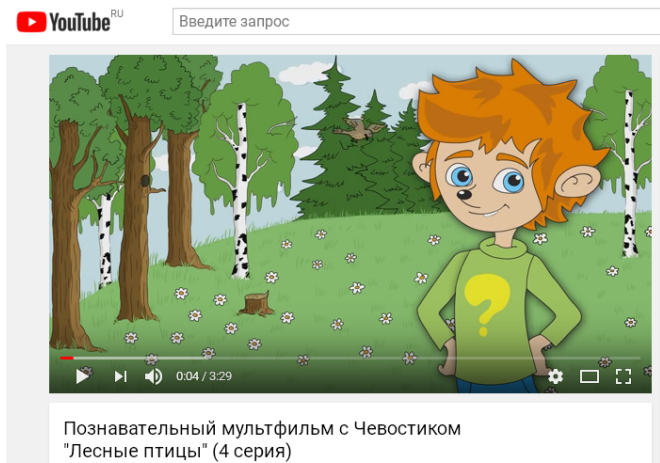 YouTube RU
Введите запрос
?
0:04 / 3:29
Познавательный мультфильм с Чевостиком
"Лесные птицы" (4 серия)